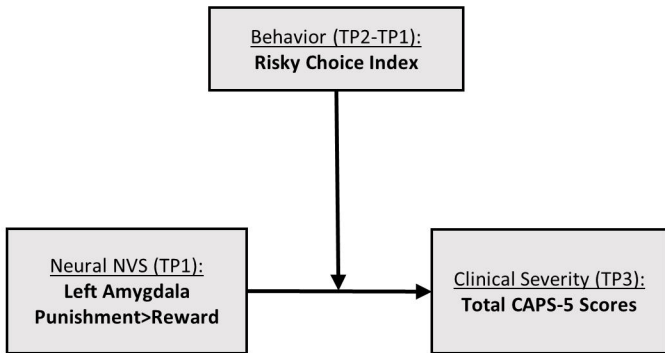 Behavior (TP2-TP1):
Risky Choice Index
Neural NVS (TP1):
Left Amygdala
Punishment>Reward
Clinical Severity (TP3):
Total CAPS-5 Scores